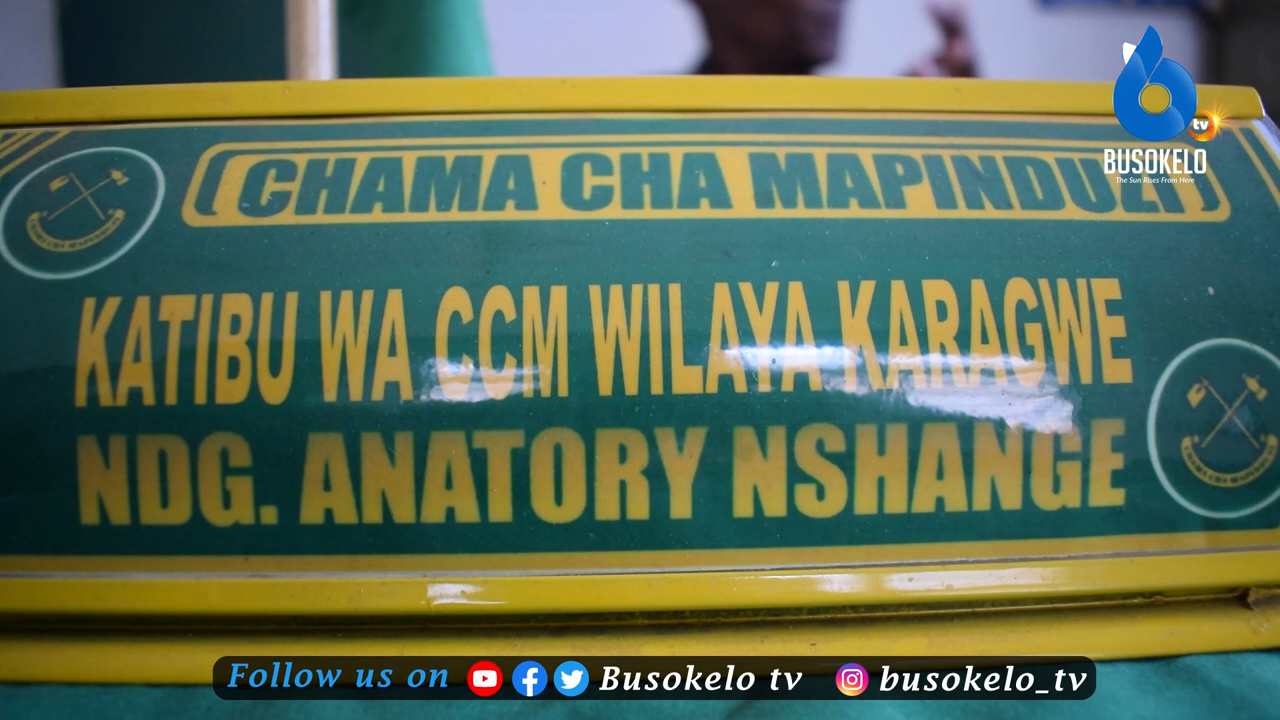 tv
BUSOKELO
The Sun Rises From Here
(CHAMA CHA MAPINDUZI)
KATIBU WA CCM WILAYA KARAGWE
NDG. ANATORY NSHANGE
Follow us on Busokelo tv busokelo_tv